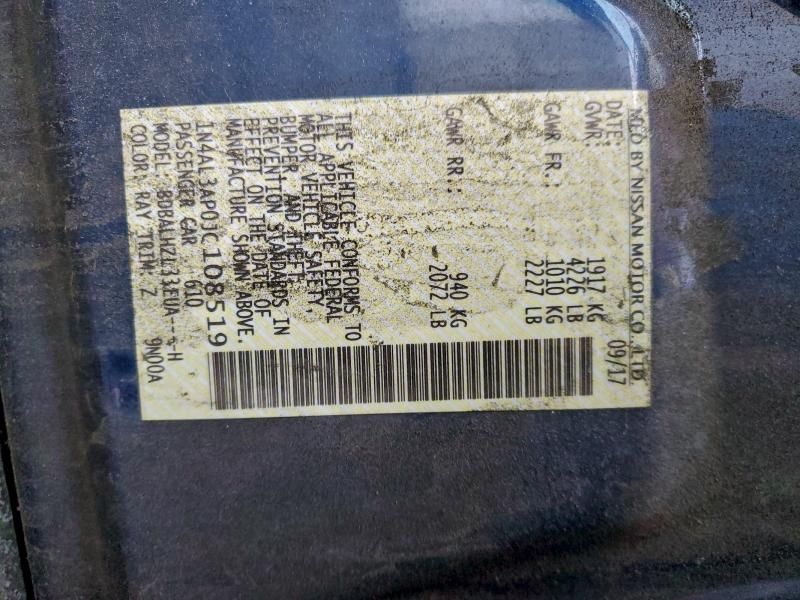 MFD BY NISSAN MOTOR CO., LTD
DATE: 09/17
GVWR: 1917 KG
4226 LB
GAWR FR.: 1010 KG
2227 LB
GAWR RR.: 940 KG
2072 LB
THIS VEHICLE CONFORMS TO
ALL APPLICABLE FEDERAL
MOTOR VEHICLE SAFETY,
BUMPER, AND THEFT
PREVENTION STANDARDS IN
EFFECT ON THE DATE OF
MANUFACTURE SHOWN ABOVE.
1N4AL3AP0JC108519
PASSENGER CAR 600
MODEL: 9N00A
COLOR: RAY TRIM: Z